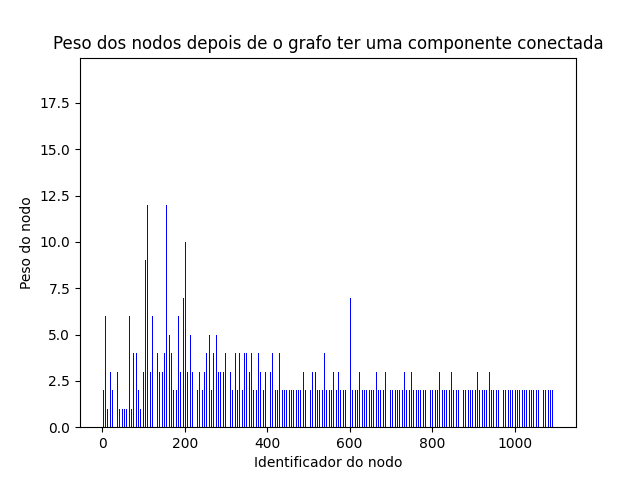 Peso dos nodos depois de o grafo ter uma componente conectada
17.5
15.0
12.5
10.0
7.5
5.0
2.5
0.0
Peso do nodo
0 200 400 600 800 1000
Identificador do nodo